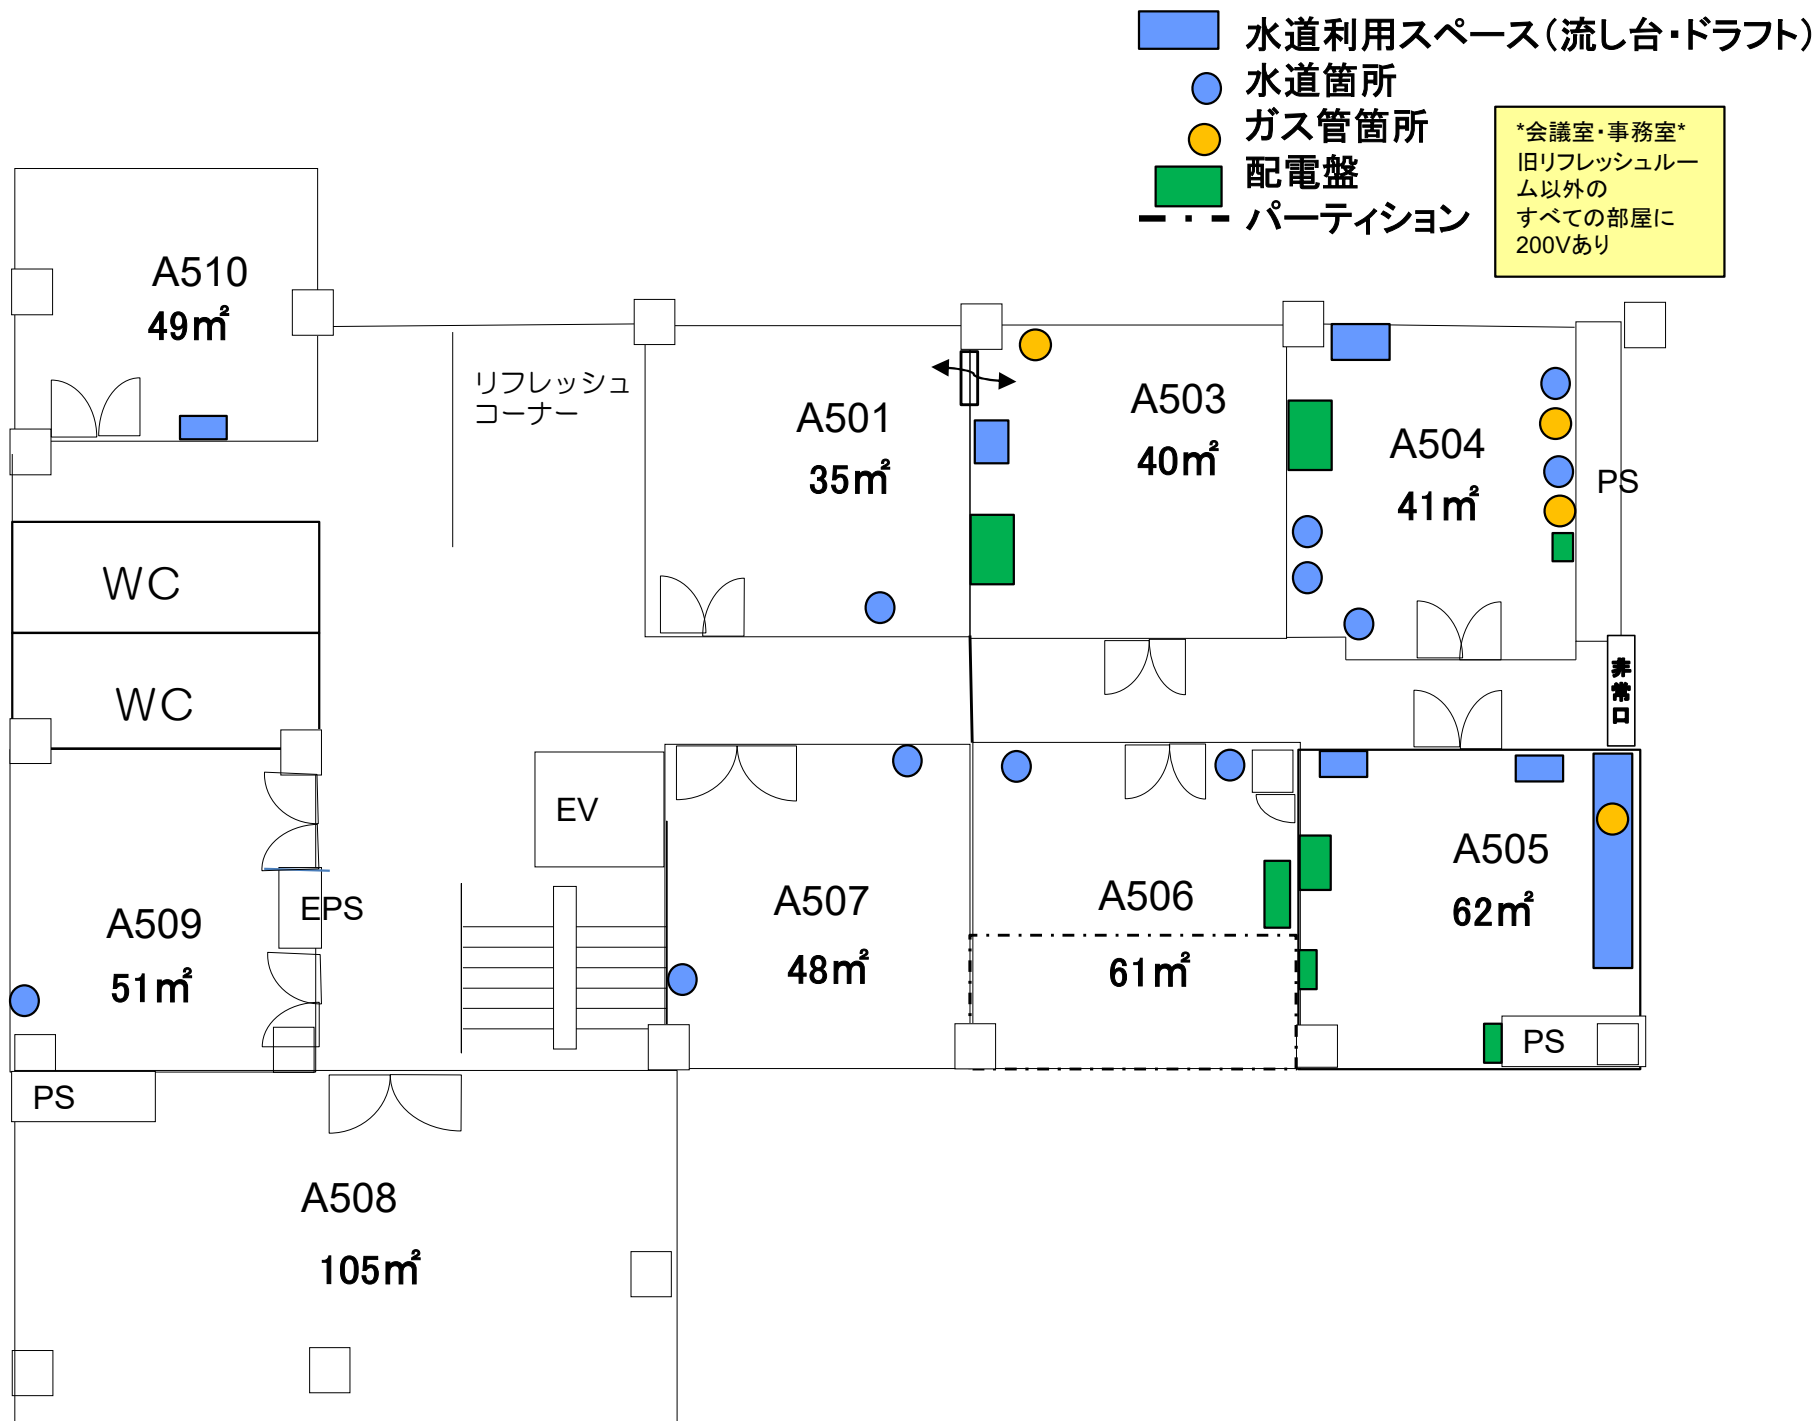 水道利用スペース(流し台・ドラフト)
水道箇所
ガス管箇所
配電盤
パーティション
*会議室・事務室*
旧リフレッシュルー
ム以外の
すべての部屋に
200Vあり
A510
49㎡
リフレッシュ
コーナー
A501
35㎡
A503
40㎡
A504
41㎡
PS
WC
WC
非常口
EV
A505
62㎡
A507
48㎡
A506
61㎡
EPS
A509
51㎡
PS
PS
A508
105㎡